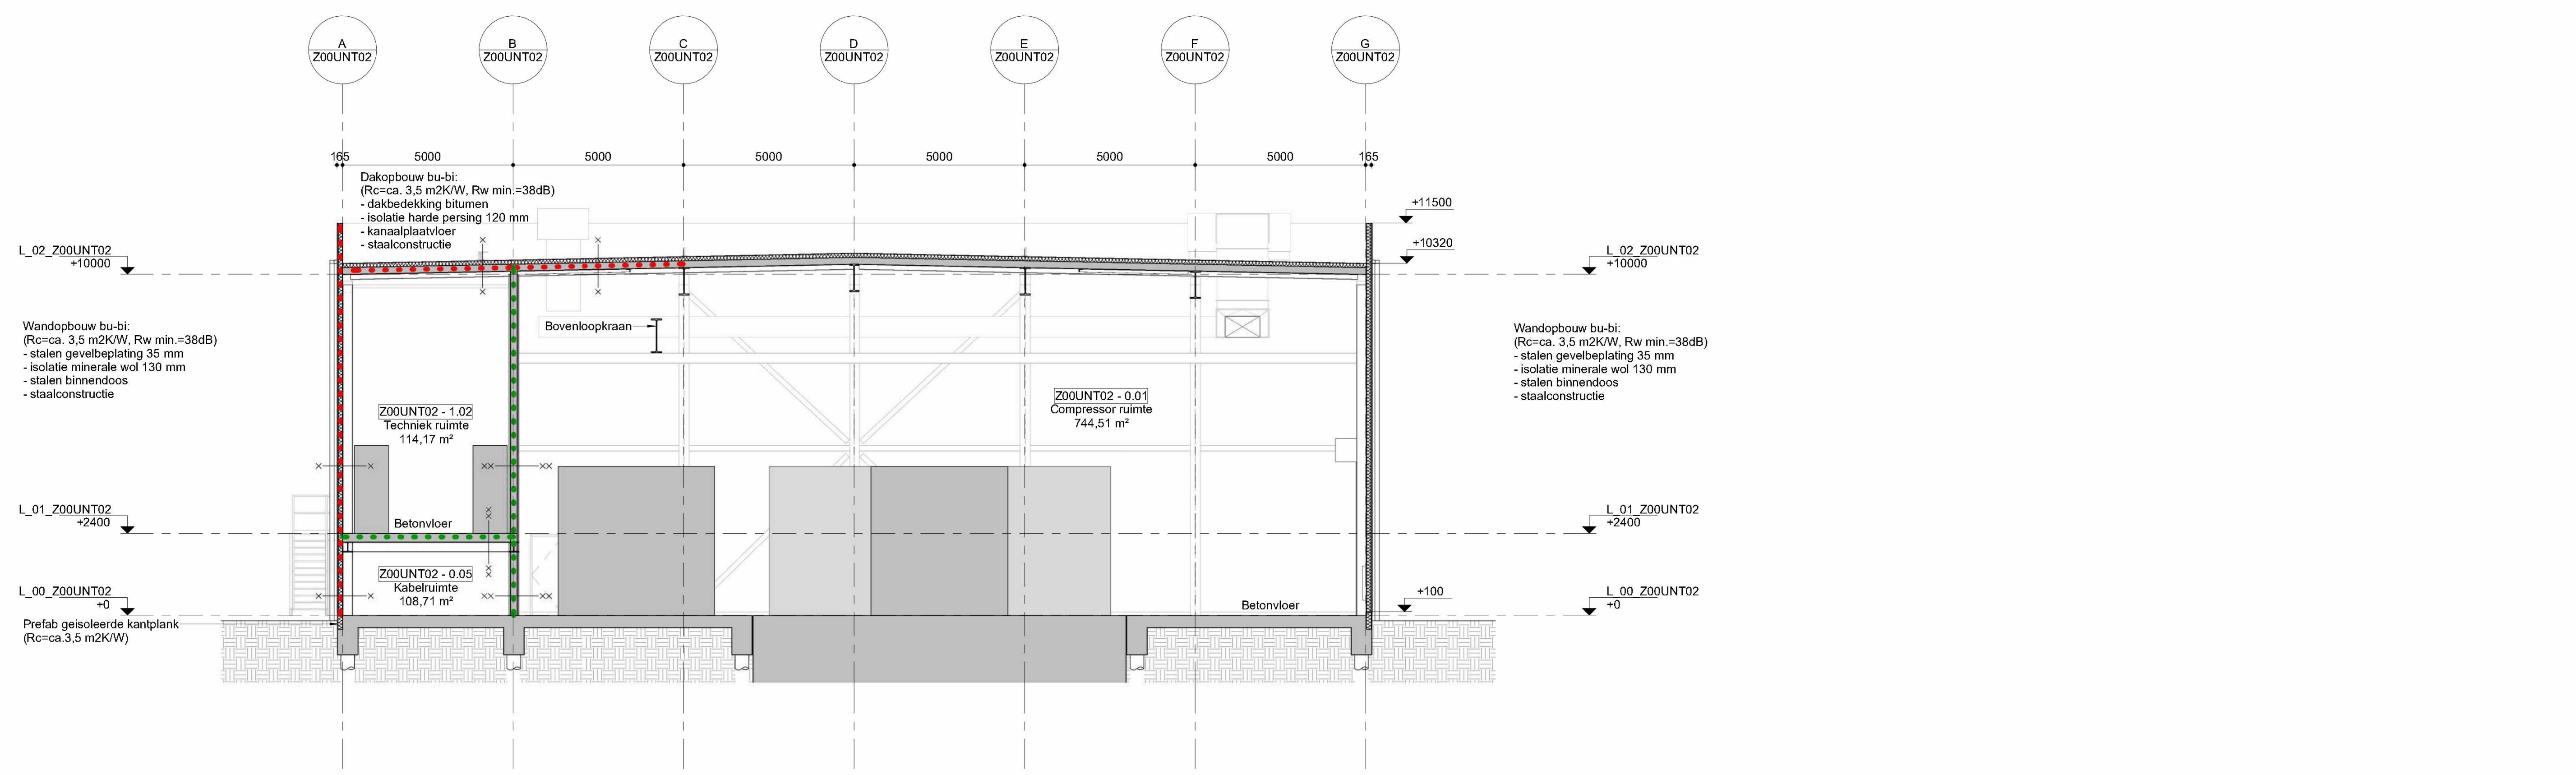 A
Z00UNT02
B
Z00UNT02
C
Z00UNT02
D
Z00UNT02
E
Z00UNT02
F
Z00UNT02
G
Z00UNT02
165
5000
5000
5000
5000
5000
5000
165
Dakopbouw bu-bi:
(Rc=ca. 3,5 m2K/W, Rw min.=38dB)
- dakbedekking bitumen
- isolatie harde persing 120 mm
- kanaalplaatvloer
- staalconstructie
+11500
+10320
L_02_Z00UNT02
+10000
L_02_Z00UNT02
+10000
Wandopbouw bu-bi:
(Rc=ca. 3,5 m2K/W, Rw min.=38dB)
- stalen gevelbeplating 35 mm
- isolatie minerale wol 130 mm
- stalen binnendoos
- staalconstructie
Bovenloopkraan
Wandopbouw bu-bi:
(Rc=ca. 3,5 m2K/W, Rw min.=38dB)
- stalen gevelbeplating 35 mm
- isolatie minerale wol 130 mm
- stalen binnendoos
- staalconstructie
Z00UNT02 - 1.02
Techniek ruimte
114,17 m²
Z00UNT02 - 0.01
Compressor ruimte
744,51 m²
L_01_Z00UNT02
+2400
Betonvloer
L_01_Z00UNT02
+2400
Z00UNT02 - 0.05
Kabelruimte
108,71 m²
L_00_Z00UNT02
+0
Betonvloer
+100
L_00_Z00UNT02
+0
Prefab geisoleerde kantplank
(Rc=ca.3,5 m2K/W)